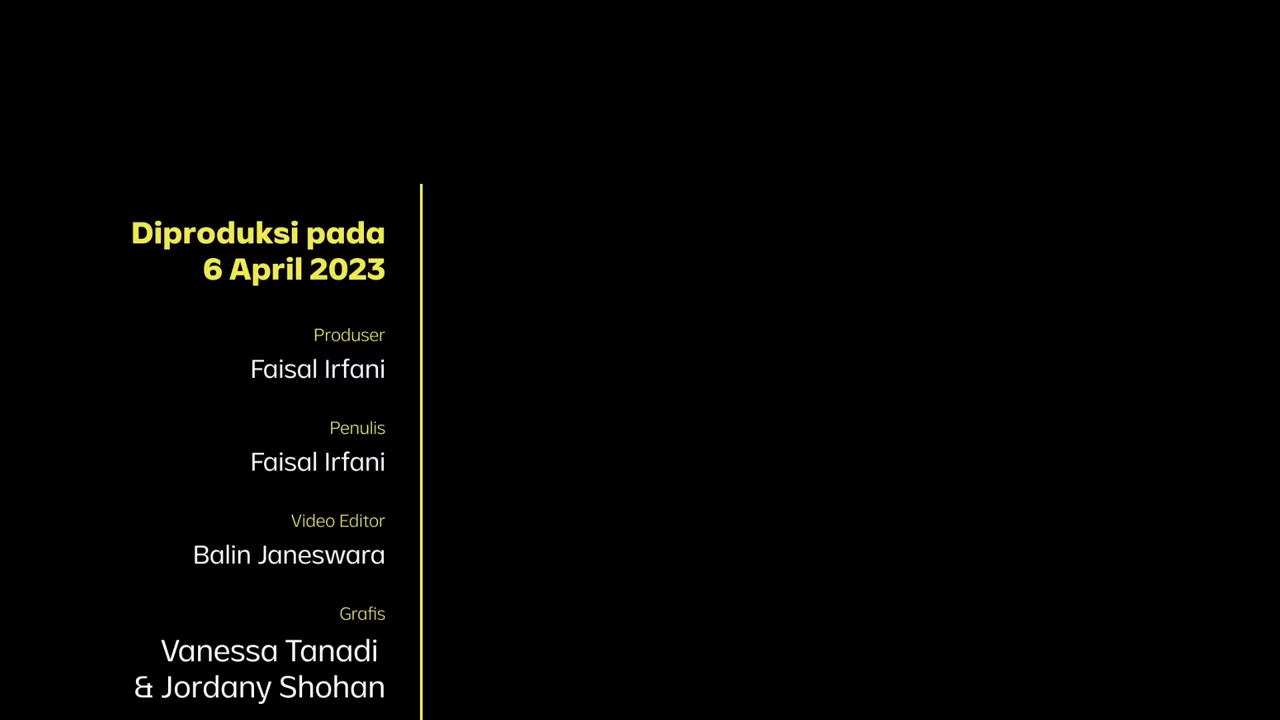 Diproduksi pada
6 April 2023
Produser
Faisal Irfani
Penulis
Faisal Irfani
Video Editor
Balin Janeswara
Grafis
Vanessa Tanadi
& Jordany Shohan